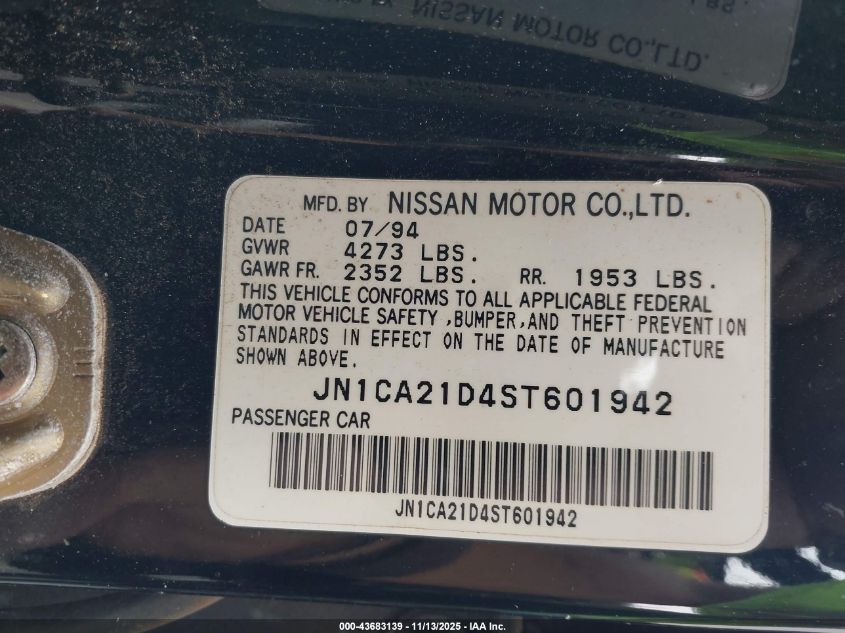 NISSAN MOTOR CO.,LTD.
MFD. BY NISSAN MOTOR CO.,LTD.
DATE 07/94
GVWR 4273 LBS.
GAWR FR. 2352 LBS. RR. 1953 LBS.
THIS VEHICLE CONFORMS TO ALL APPLICABLE FEDERAL
MOTOR VEHICLE SAFETY ,BUMPER,AND THEFT PREVENTION
STANDARDS IN EFFECT ON THE DATE OF MANUFACTURE
SHOWN ABOVE.
JN1CA21D4ST601942
PASSENGER CAR
JN1CA21D4ST601942
000-43683139 - 11/13/2025 - IAA Inc.